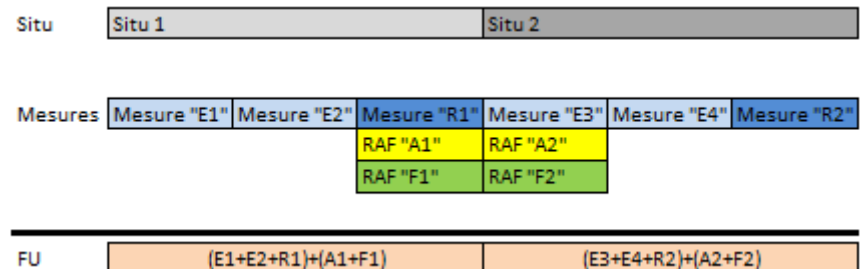 Situ Situ 1 Situ 2
Mesures Mesure "E1" Mesure "E2" Mesure "R1" Mesure "E3" Mesure "E4" Mesure "R2"
RAF "A1" RAF "A2"
RAF "F1" RAF "F2"
FU (E1+E2+R1)+(A1+F1) (E3+E4+R2)+(A2+F2)